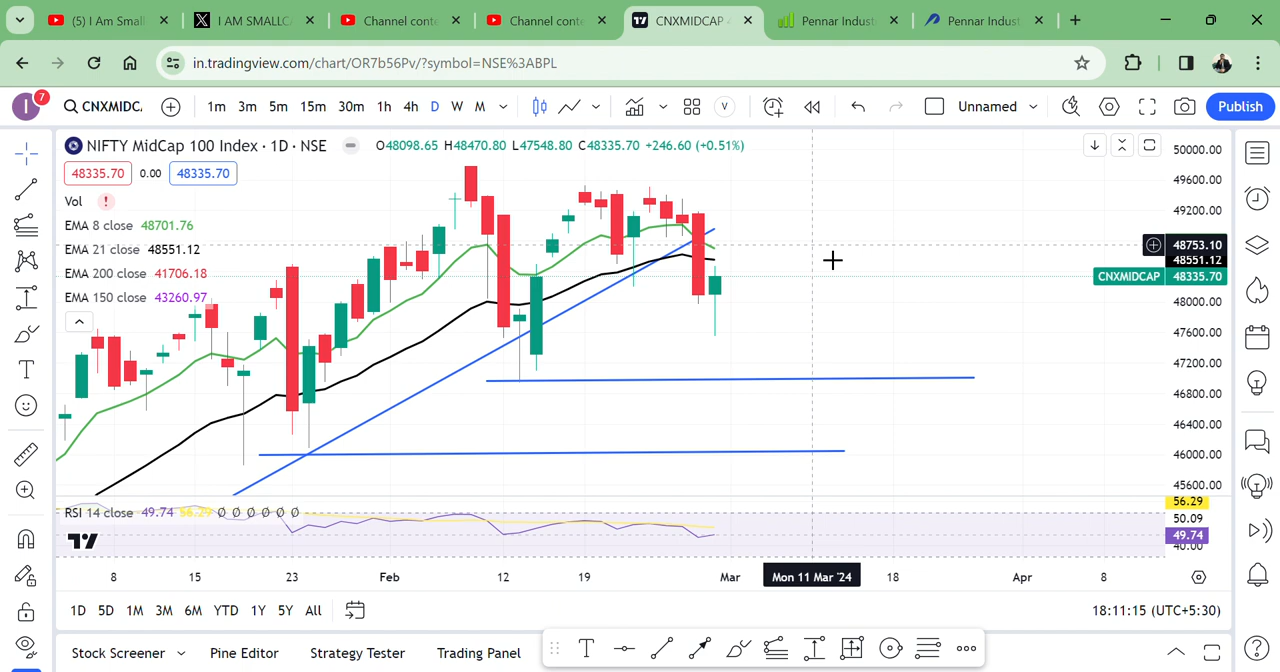 (5) I Am Small
I AM SMALLCA
Channel conte
Channel conte
CNXMIDCAP 4
Pennar Indust
Pennar Indust
in.tradingview.com/chart/OR7b56Pv/?symbol=NSE%3ABPL
I 7
CNXMIDC
1m 3m 5m 15m 30m 1h 4h D W M
V
Unnamed
Publish
NIFTY MidCap 100 Index · 1D · NSE
O48098.65 H48470.80 L47548.80 C48335.70 +246.60 (+0.51%)
48335.70 0.00 48335.70
Vol !
EMA 8 close 48701.76
EMA 21 close 48551.12
EMA 200 close 41706.18
EMA 150 close 43260.97
50000.00
49600.00
49200.00
48753.10
48551.12
CNXMIDCAP 48335.70
48000.00
47600.00
47200.00
46800.00
46400.00
46000.00
45600.00
RSI 14 close 49.74 56.29 Ø Ø Ø Ø Ø Ø
56.29
50.09
49.74
40.00
8 15 23 Feb 12 19 Mar Mon 11 Mar '24 18 Apr 8
1D 5D 1M 3M 6M YTD 1Y 5Y All
18:11:15 (UTC+5:30)
Stock Screener Pine Editor Strategy Tester Trading Panel